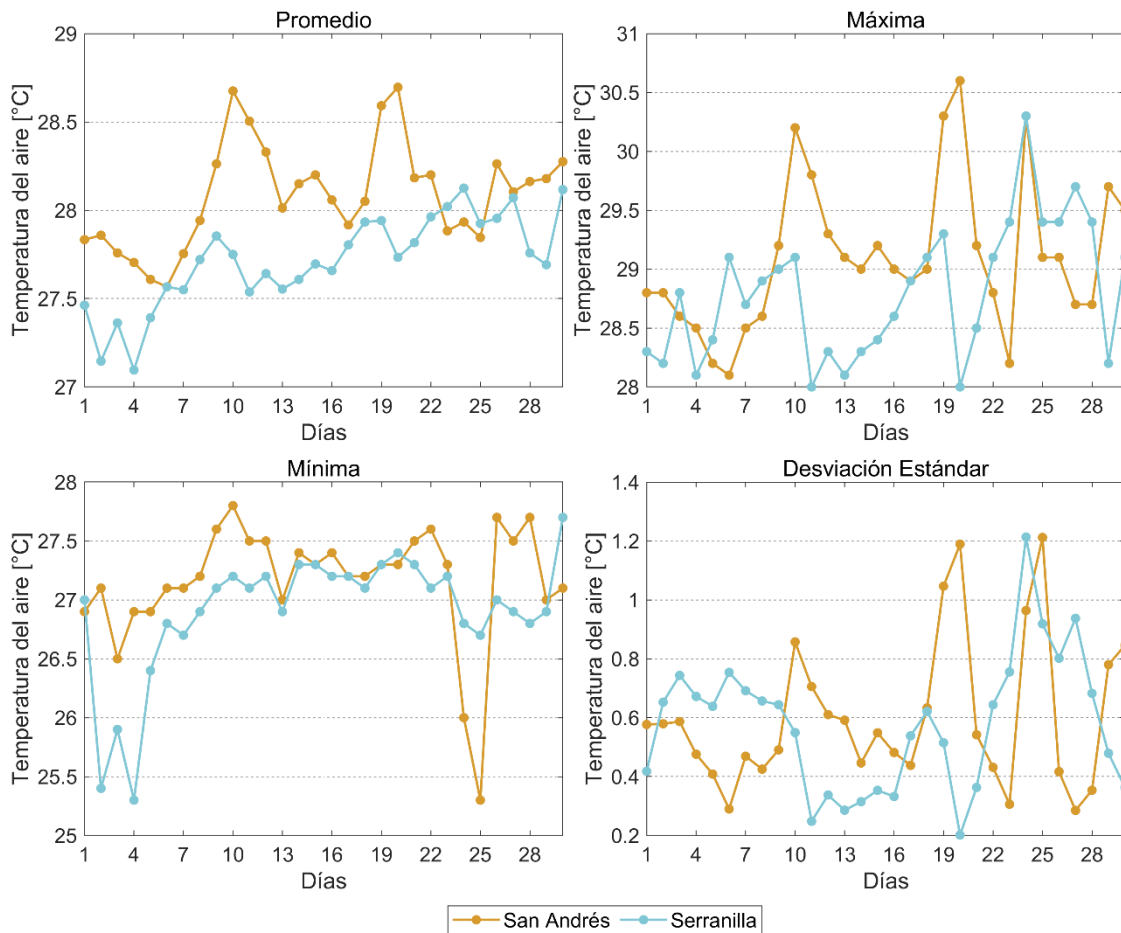 Promedio
29
28.5
28
27.5
27
Temperatura del aire [°C]
1 4 7 10 13 16 19 22 25 28
Días
Máxima
31
30.5
30
29.5
29
28.5
28
Temperatura del aire [°C]
1 4 7 10 13 16 19 22 25 28
Días
Mínima
28
27.5
27
26.5
26
25.5
25
Temperatura del aire [°C]
1 4 7 10 13 16 19 22 25 28
Días
Desviación Estándar
1.4
1.2
1
0.8
0.6
0.4
0.2
Temperatura del aire [°C]
1 4 7 10 13 16 19 22 25 28
Días
San Andrés Serranilla